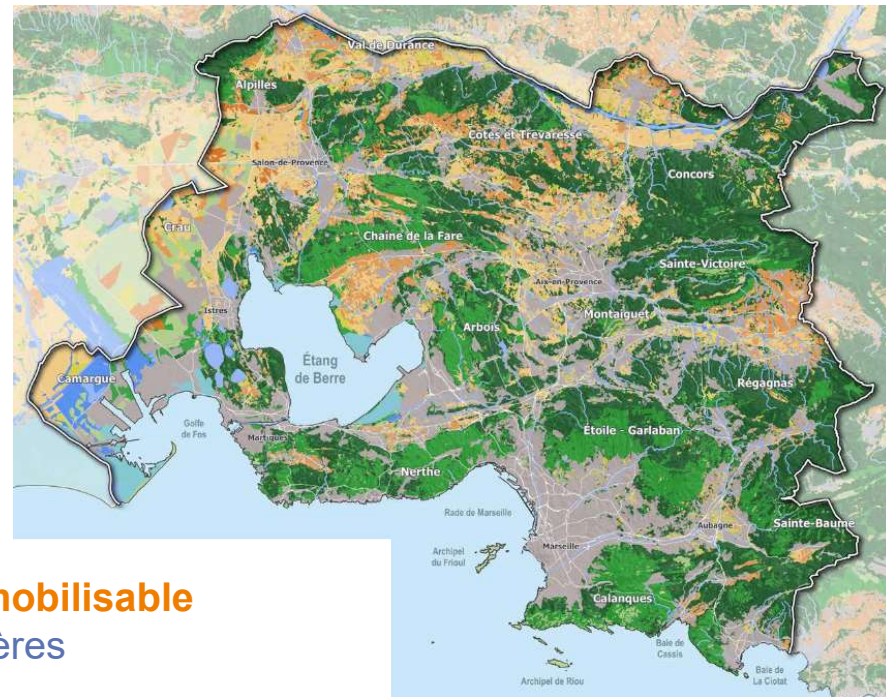 Val de Durance
Alpilles
Cotes et Trevaresse
Salon-de-Provence
Concors
Crau
Chaine de la Fare
Sainte-Victoire
Aix-en-Provence
Istres
Montaiguet
Arbois
Étang
de Berre
Camargue
Régagnas
Golfe
de Fos
Étoile - Garlaban
Martigues
Nerthe
Rade de Marseille
Sainte-Baume
Aubagne
Marseille
Archipel
du Frioul
Calanques
Baie de
Cassis
Baie de
La Ciotat
Archipel de Riou
mobilisable
ères